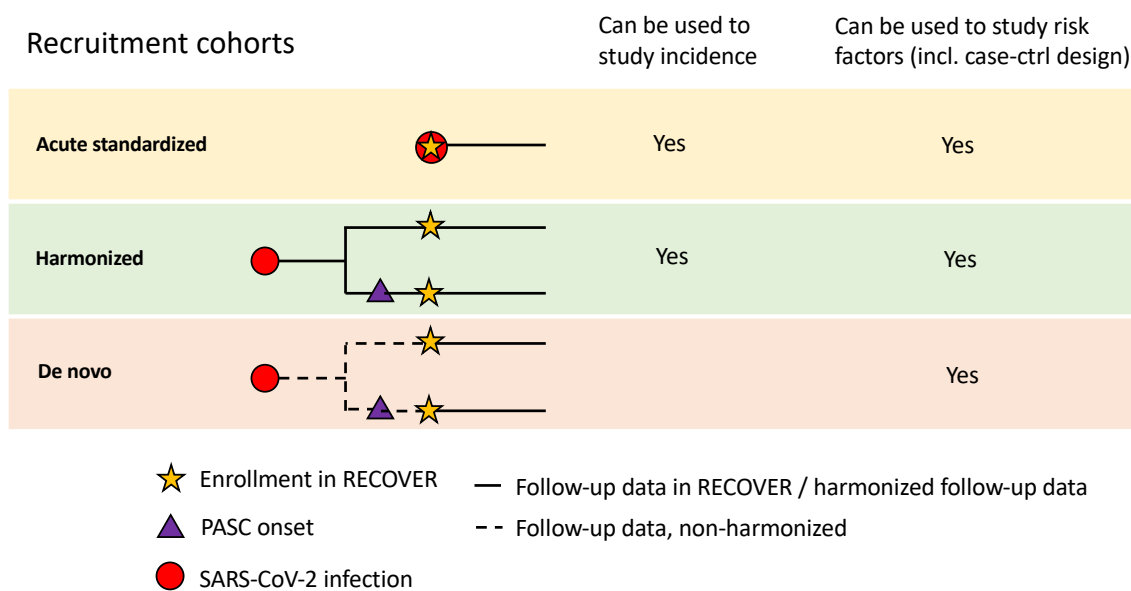 Recruitment cohorts
Can be used to
study incidence
Can be used to study risk
factors (incl. case-ctrl design)
Acute standardized
Yes
Yes
Harmonized
Yes
Yes
De novo
Yes
Enrollment in RECOVER
Follow-up data in RECOVER / harmonized follow-up data
PASC onset
Follow-up data, non-harmonized
SARS-CoV-2 infection